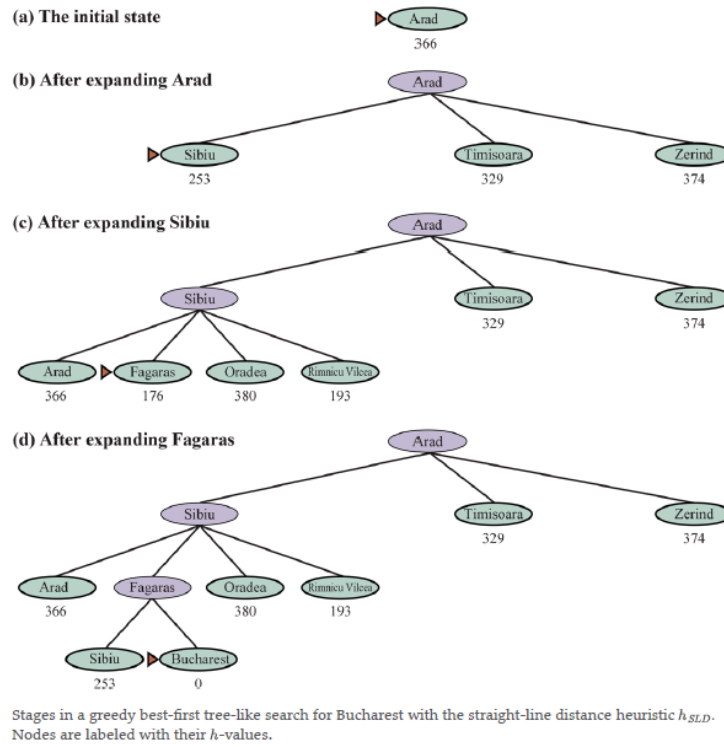 (a) The initial state
Arad
366
(b) After expanding Arad
Arad
Sibiu
Timisoara
Zerind
253
329
374
(c) After expanding Sibiu
Arad
Sibiu
Timisoara
Zerind
329
374
Arad
Fagaras
Oradea
Rimnicu Vilcea
366
176
380
193
(d) After expanding Fagaras
Arad
Sibiu
Timisoara
Zerind
329
374
Arad
Fagaras
Oradea
Rimnicu Vilcea
366
380
193
Sibiu
Bucharest
253
0
Stages in a greedy best-first tree-like search for Bucharest with the straight-line distance heuristic hSLD.
Nodes are labeled with their h-values.